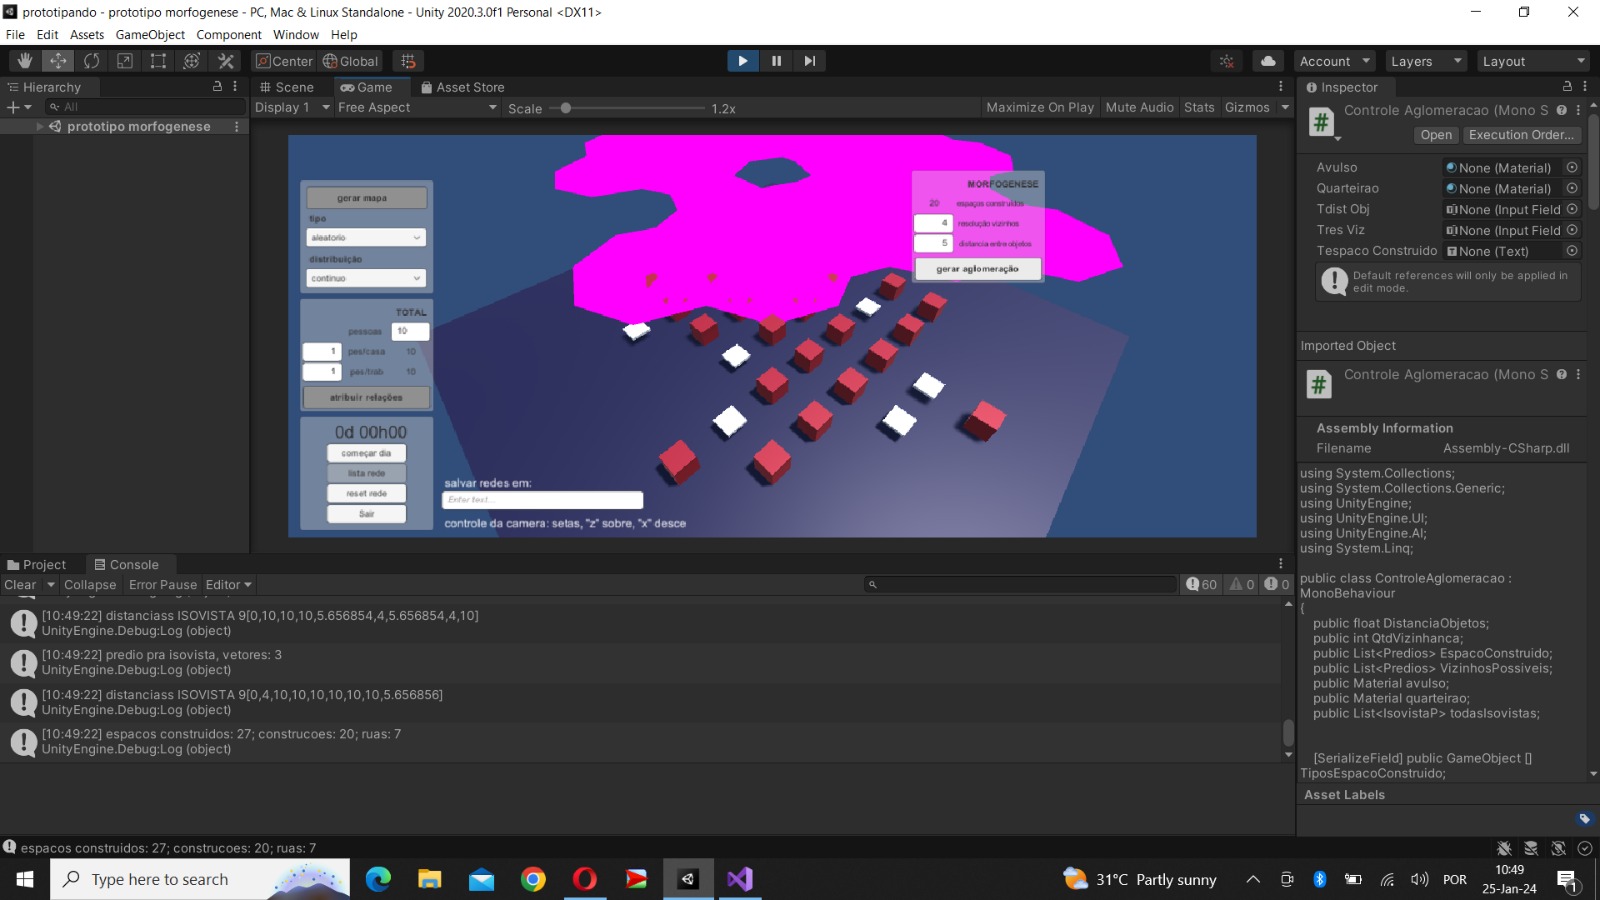 prototipando - prototipo morfogenese - PC, Mac & Linux Standalone - Unity 2020.3.0f1 Personal <DX11>
File Edit Assets GameObject Component Window Help
Center Global Account Layers Layout
Hierarchy
All
prototipo morfogenese
Scene Game Asset Store
Display 1 Free Aspect Scale 1.2x Maximize On Play Mute Audio Stats Gizmos
gerar mapa
tipo
aleatorio
distribuição
continuo
TOTAL
pessoas 10
1 pes/casa 10
1 pes/trab 10
atribuir relações
0d 00h00
começar dia
lista rede
reset rede
Sair
MORFOGENESE
20 espaços construidos
4 resolução vizinhos
5 distancia entre objetos
gerar aglomeração
salvar redes em:
Enter text...
controle da camera: setas, "z" sobre, "x" desce
Inspector
Controle Aglomeracao (Mono S
Open Execution Order...
Avulso None (Material)
Quarteirao None (Material)
Tdist Obj None (Input Field
Tres Viz None (Input Field
Tespaco Construido None (Text)
Default references will only be applied in
edit mode.
Imported Object
Controle Aglomeracao (Mono S
Assembly Information
Filename Assembly-CSharp.dll
using System.Collections;
using System.Collections.Generic;
using UnityEngine;
using UnityEngine.UI;
using UnityEngine.AI;
using System.Linq;
public class ControleAglomeracao :
MonoBehaviour
{
public float DistanciaObjetos;
public int QtdVizinhanca;
public List<Predios> EspacoConstruido;
public List<Predios> VizinhosPossiveis;
public Material avulso;
public Material quarteirao;
public List<IsovistaP> todasIsovistas;
[SerializeField] public GameObject []
TiposEspacoConstruido;
Asset Labels
Project Console
Clear Collapse Error Pause Editor 60 0 0
[10:49:22] distanciass ISOVISTA 9[0,10,10,10,5.656854,4,5.656854,4,10]
UnityEngine.Debug:Log (object)
[10:49:22] predio pra isovista, vetores: 3
UnityEngine.Debug:Log (object)
[10:49:22] distanciass ISOVISTA 9[0,4,10,10,10,10,10,10,5.656856]
UnityEngine.Debug:Log (object)
[10:49:22] espacos construidos: 27; construcoes: 20; ruas: 7
UnityEngine.Debug:Log (object)
espacos construidos: 27; construcoes: 20; ruas: 7
Type here to search
31°C Partly sunny
POR
10:49
25-Jan-24
1